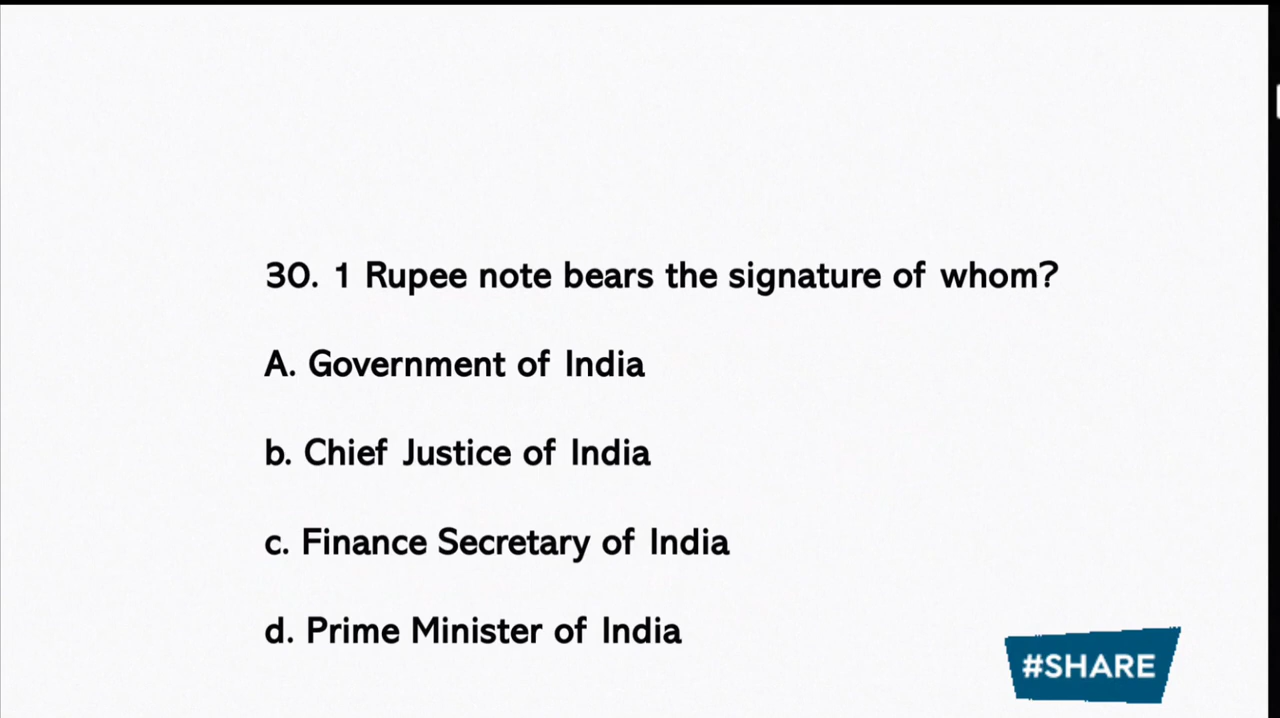 30. 1 Rupee note bears the signature of whom?
A. Government of India
b. Chief Justice of India
c. Finance Secretary of India
d. Prime Minister of India
#SHARE